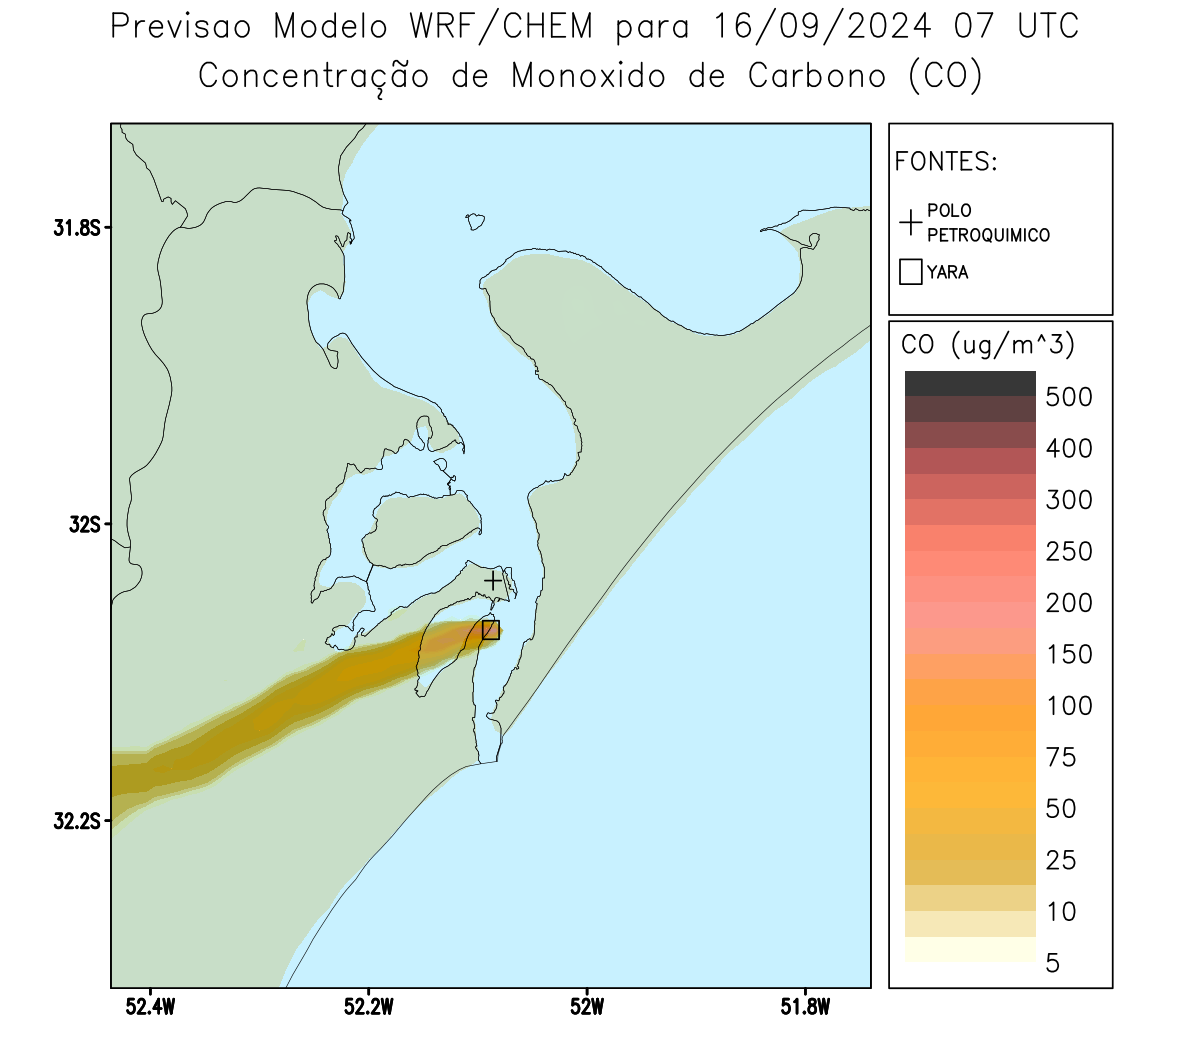 Previsao Modelo WRF/CHEM para 16/09/2024 07 UTC
Concentração de Monoxido de Carbono (CO)
FONTES:
POLO
PETROQUIMICO
YARA
CO (ug/m^3)
500
400
300
250
200
150
100
75
50
25
10
5
31.8S
32S
32.2S
52.4W
52.2W
52W
51.8W